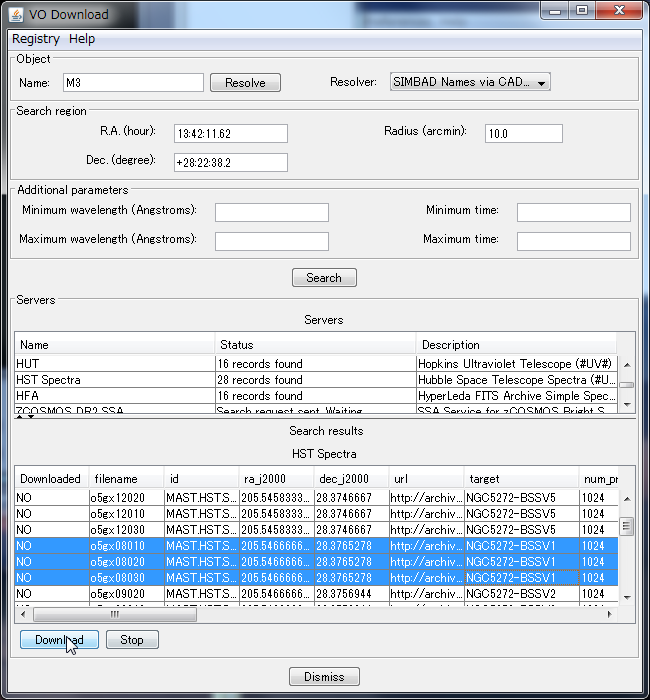 VO Download
Registry Help
Object
Name: M3 Resolve Resolver: SIMBAD Names via CAD...
Search region
R.A. (hour): 13:42:11.62 Radius (arcmin): 10.0
Dec. (degree): +28:22:38.2
Additional parameters
Minimum wavelength (Angstroms): Minimum time:
Maximum wavelength (Angstroms): Maximum time:
Search
Servers
Servers
Name Status Description
HUT 16 records found Hopkins Ultraviolet Telescope (#UV#)
HST Spectra 28 records found Hubble Space Telescope Spectra (#U...
HFA 16 records found HyperLeda FITS Archive Simple Spec...
ZCOSMOS DR2 SSA Search request sent. Waiting SSA Service for zCOSMOS Bright S
Search results
HST Spectra
Downloaded filename id ra_j2000 dec_j2000 url target num_pr
NO o5gx12020 MAST.HST.S... 205.5458333... 28.3746667 http://archiv... NGC5272-BSSV5 1024
NO o5gx12010 MAST.HST.S... 205.5458333... 28.3746667 http://archiv... NGC5272-BSSV5 1024
NO o5gx12030 MAST.HST.S... 205.5458333... 28.3746667 http://archiv... NGC5272-BSSV5 1024
NO o5gx08010 MAST.HST.S... 205.5466666... 28.3765278 http://archiv... NGC5272-BSSV1 1024
NO o5gx08020 MAST.HST.S... 205.5466666... 28.3765278 http://archiv... NGC5272-BSSV1 1024
NO o5gx08030 MAST.HST.S... 205.5466666... 28.3765278 http://archiv... NGC5272-BSSV1 1024
NO o5gx09020 MAST.HST.S... 205.5466666... 28.3756944 http://archiv... NGC5272-BSSV2 1024
Download Stop
Dismiss